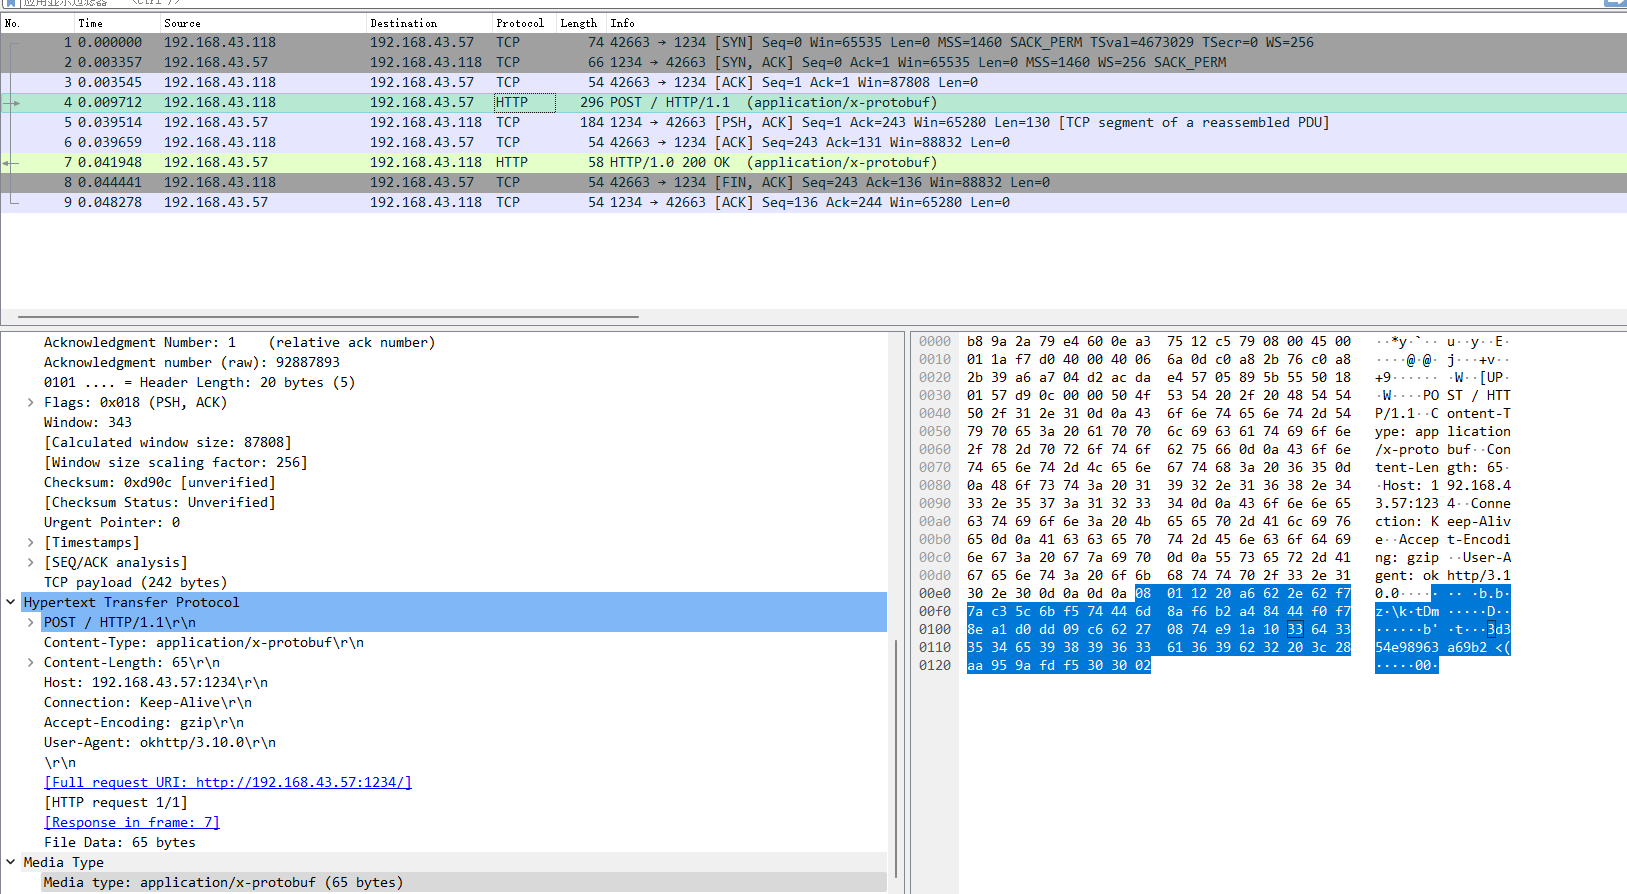 应用显示过滤器 … <Ctrl-/>
No. Time Source Destination Protocol Length Info
1 0.000000 192.168.43.118 192.168.43.57 TCP 74 42663 → 1234 [SYN] Seq=0 Win=65535 Len=0 MSS=1460 SACK_PERM TSval=4673029 TSecr=0 WS=256
2 0.003357 192.168.43.57 192.168.43.118 TCP 66 1234 → 42663 [SYN, ACK] Seq=0 Ack=1 Win=65535 Len=0 MSS=1460 WS=256 SACK_PERM
3 0.003545 192.168.43.118 192.168.43.57 TCP 54 42663 → 1234 [ACK] Seq=1 Ack=1 Win=87808 Len=0
4 0.009712 192.168.43.118 192.168.43.57 HTTP 296 POST / HTTP/1.1  (application/x-protobuf)
5 0.039514 192.168.43.57 192.168.43.118 TCP 184 1234 → 42663 [PSH, ACK] Seq=1 Ack=243 Win=65280 Len=130 [TCP segment of a reassembled PDU]
6 0.039659 192.168.43.118 192.168.43.57 TCP 54 42663 → 1234 [ACK] Seq=243 Ack=131 Win=88832 Len=0
7 0.041948 192.168.43.57 192.168.43.118 HTTP 58 HTTP/1.0 200 OK  (application/x-protobuf)
8 0.044441 192.168.43.118 192.168.43.57 TCP 54 42663 → 1234 [FIN, ACK] Seq=243 Ack=136 Win=88832 Len=0
9 0.048278 192.168.43.57 192.168.43.118 TCP 54 1234 → 42663 [ACK] Seq=136 Ack=244 Win=65280 Len=0
Acknowledgment Number: 1    (relative ack number)
Acknowledgment number (raw): 92887893
0101 .... = Header Length: 20 bytes (5)
Flags: 0x018 (PSH, ACK)
Window: 343
[Calculated window size: 87808]
[Window size scaling factor: 256]
Checksum: 0xd90c [unverified]
[Checksum Status: Unverified]
Urgent Pointer: 0
[Timestamps]
[SEQ/ACK analysis]
TCP payload (242 bytes)
Hypertext Transfer Protocol
POST / HTTP/1.1\r\n
Content-Type: application/x-protobuf\r\n
Content-Length: 65\r\n
Host: 192.168.43.57:1234\r\n
Connection: Keep-Alive\r\n
Accept-Encoding: gzip\r\n
User-Agent: okhttp/3.10.0\r\n
\r\n
[Full request URI: http://192.168.43.57:1234/]
[HTTP request 1/1]
[Response in frame: 7]
File Data: 65 bytes
Media Type
Media type: application/x-protobuf (65 bytes)
0000 b8 9a 2a 79 e4 60 0e a3 75 12 c5 79 08 00 45 00 ··*y·`·· u··y··E·
0010 01 1a f7 d0 40 00 40 06 6a 0d c0 a8 2b 76 c0 a8 ····@·@· j···+v··
0020 2b 39 a6 a7 04 d2 ac da e4 57 05 89 5b 55 50 18 +9······ ·W··[UP·
0030 01 57 d9 0c 00 00 50 4f 53 54 20 2f 20 48 54 54 ·W····PO ST / HTT
0040 50 2f 31 2e 31 0d 0a 43 6f 6e 74 65 6e 74 2d 54 P/1.1··C ontent-T
0050 79 70 65 3a 20 61 70 70 6c 69 63 61 74 69 6f 6e ype: app lication
0060 2f 78 2d 70 72 6f 74 6f 62 75 66 0d 0a 43 6f 6e /x-proto buf··Con
0070 74 65 6e 74 2d 4c 65 6e 67 74 68 3a 20 36 35 0d tent-Len gth: 65·
0080 0a 48 6f 73 74 3a 20 31 39 32 2e 31 36 38 2e 34 ·Host: 1 92.168.4
0090 33 2e 35 37 3a 31 32 33 34 0d 0a 43 6f 6e 6e 65 3.57:123 4··Conne
00a0 63 74 69 6f 6e 3a 20 4b 65 65 70 2d 41 6c 69 76 ction: K eep-Aliv
00b0 65 0d 0a 41 63 63 65 70 74 2d 45 6e 63 6f 64 69 e··Accep t-Encodi
00c0 6e 67 3a 20 67 7a 69 70 0d 0a 55 73 65 72 2d 41 ng: gzip ··User-A
00d0 67 65 6e 74 3a 20 6f 6b 68 74 74 70 2f 33 2e 31 gent: ok http/3.1
00e0 30 2e 30 0d 0a 0d 0a 08 01 12 20 a6 62 2e 62 f7 0.0····· ·· ·b.b·
00f0 7a c3 5c 6b f5 74 44 6d 8a f6 b2 a4 84 44 f0 f7 z·\k·tDm ·····D··
0100 8e a1 d0 dd 09 c6 62 27 08 74 e9 1a 10 33 64 33 ······b' ·t···3d3
0110 35 34 65 39 38 39 36 33 61 36 39 62 32 20 3c 28 54e98963 a69b2 <(
0120 aa 95 9a fd f5 30 30 02 ·····00·